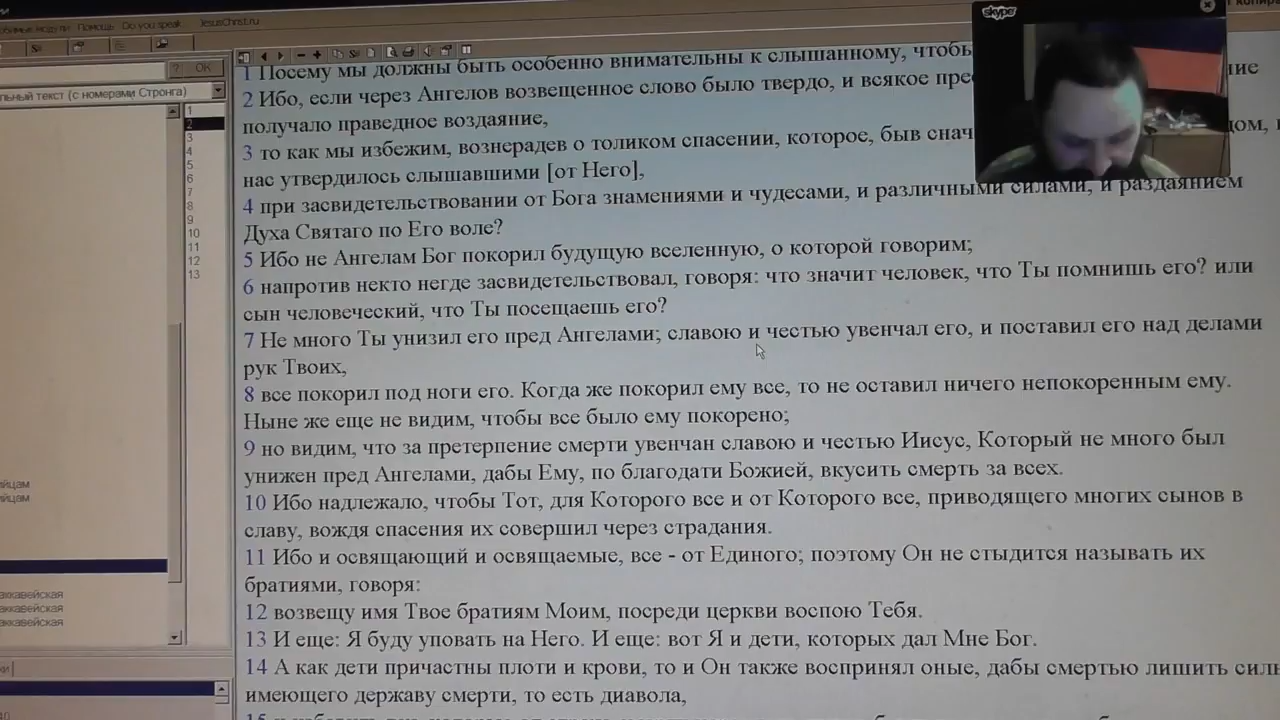 Помощь Do you speak JesusChrist.ru
skype
OK
льный текст (с номерами Стронга)
1
2
3
4
5
6
7
8
9
10
11
12
13
1 Посему мы должны быть особенно внимательны к слышанному, чтобы
2 Ибо, если через Ангелов возвещенное слово было твердо, и всякое
получало праведное воздаяние,
3 то как мы избежим, вознерадев о толиком спасении, которое, быв
нас утвердилось слышавшими [от Него],
4 при засвидетельствовании от Бога знамениями и чудесами, и различными силами, и раздаянием
Духа Святаго по Его воле?
5 Ибо не Ангелам Бог покорил будущую вселенную, о которой говорим;
6 напротив некто негде засвидетельствовал, говоря: что значит человек, что Ты помнишь его? или
сын человеческий, что Ты посещаешь его?
7 Не много Ты унизил его пред Ангелами; славою и честью увенчал его, и поставил его над делами
рук Твоих,
8 все покорил под ноги его. Когда же покорил ему все, то не оставил ничего непокоренным ему.
Ныне же еще не видим, чтобы все было ему покорено;
9 но видим, что за претерпение смерти увенчан славою и честью Иисус, Который не много был
унижен пред Ангелами, дабы Ему, по благодати Божией, вкусить смерть за всех.
10 Ибо надлежало, чтобы Тот, для Которого все и от Которого все, приводящего многих сынов в
славу, вождя спасения их совершил через страдания.
11 Ибо и освящающий и освящаемые, все - от Единого; поэтому Он не стыдится называть их
братиями, говоря:
12 возвещу имя Твое братиям Моим, посреди церкви воспою Тебя.
13 И еще: Я буду уповать на Него. И еще: вот Я и дети, которых дал Мне Бог.
14 А как дети причастны плоти и крови, то и Он также воспринял оные, дабы смертью лишить
имеющего державу смерти, то есть диавола,